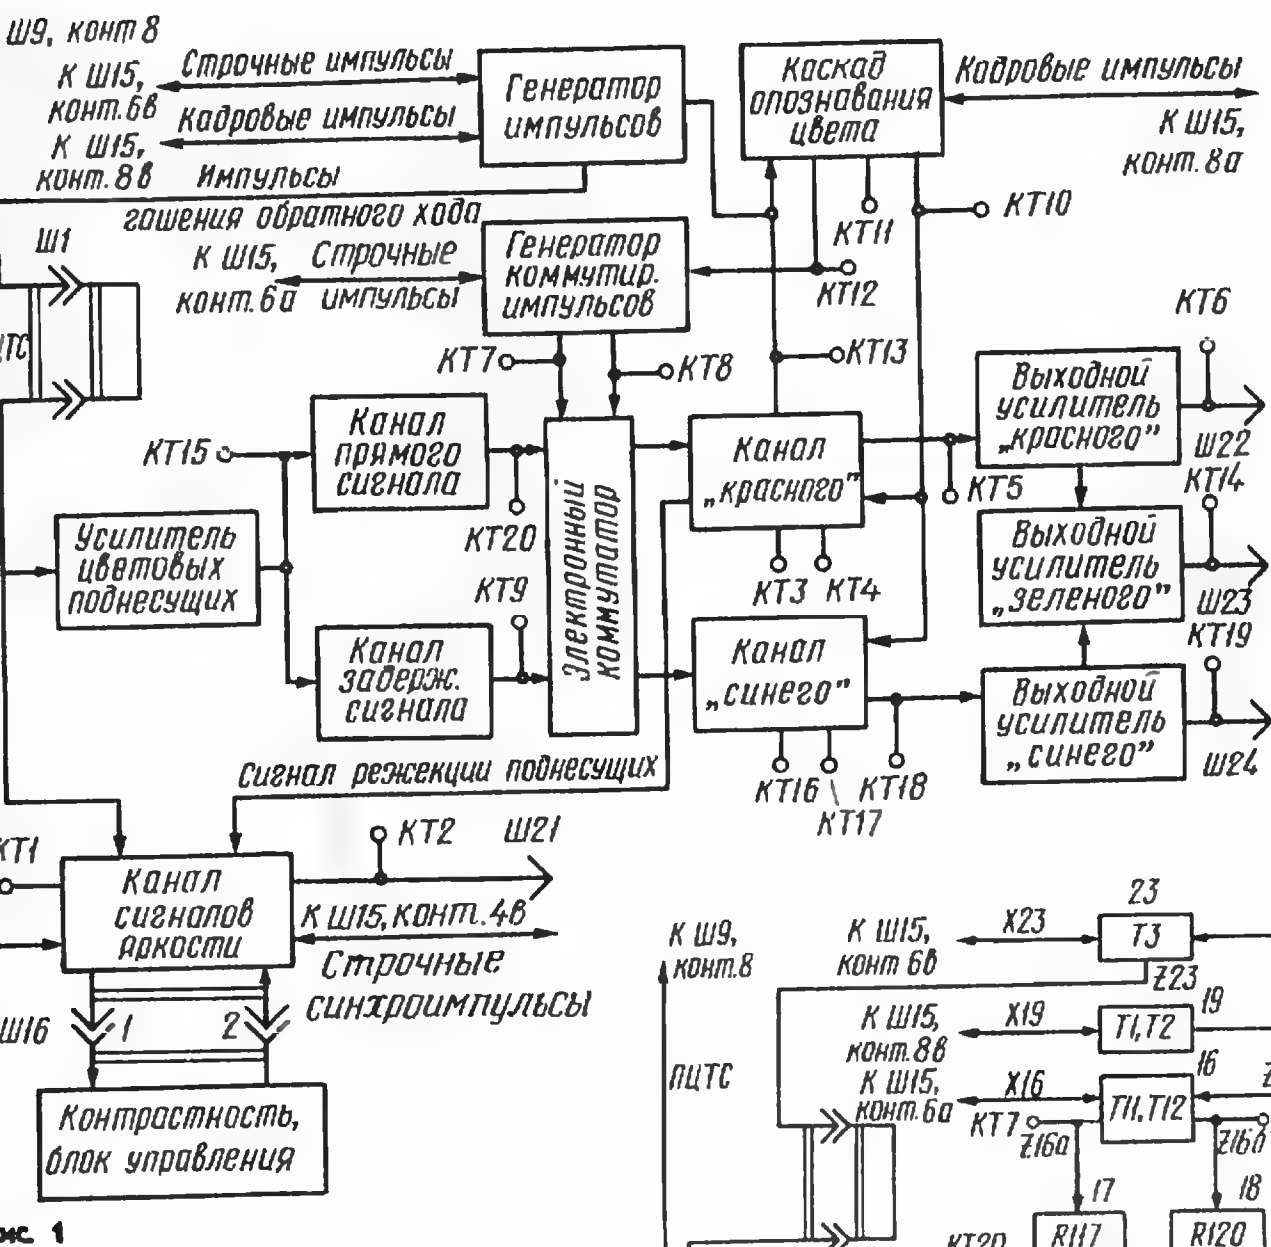 Ш9, конт 8
К Ш15,
конт.6в
Строчные импульсы
К Ш15,
конт.8в
Кадровые импульсы
Импульсы
гашения обратного хода
Генератор
импульсов
Каскад
опознавания
цвета
Кадровые импульсы
К Ш15,
конт.8а
КТ11
КТ10
КТ12
КТ13
Ш1
К Ш15,
конт.6а
Строчные
импульсы
Генератор
коммутир.
импульсов
КТ7
КТ8
КТ15
Канал
прямого
сигнала
КТ20
Усилитель
цветовых
поднесущих
КТ9
Канал
задерж.
сигнала
Электронный
коммутатор
Канал
„красного"
КТ3
КТ4
КТ5
Канал
„синего"
КТ16
КТ17
КТ18
Выходной
усилитель
„красного"
КТ6
Ш22
КТ14
Выходной
усилитель
„зеленого"
Ш23
КТ19
Выходной
усилитель
„синего"
Ш24
Сигнал режекции поднесущих
КТ1
Канал
сигналов
яркости
КТ2
Ш21
К Ш15, конт.4в
Строчные
синхроимпульсы
Ш16
1
2
Контрастность,
блок управления
1
К Ш9,
конт.8
ПЦТС
К Ш15,
конт 6в
Х23
23
Т3
Z23
К Ш15,
конт.8в
Х19
19
Т1,Т2
К Ш15,
конт.6а
Х16
16
Т11,Т12
КТ7
Z16а
Z16б
17
R117
18
R120
КТ20